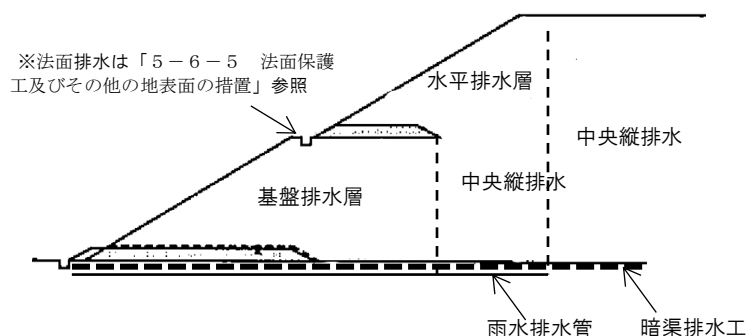 ※法面排水は「５－６－５　法面保護
工及びその他の地表面の措置」参照
水平排水層
中央縦排水
中央縦排水
基盤排水層
雨水排水管
暗渠排水工